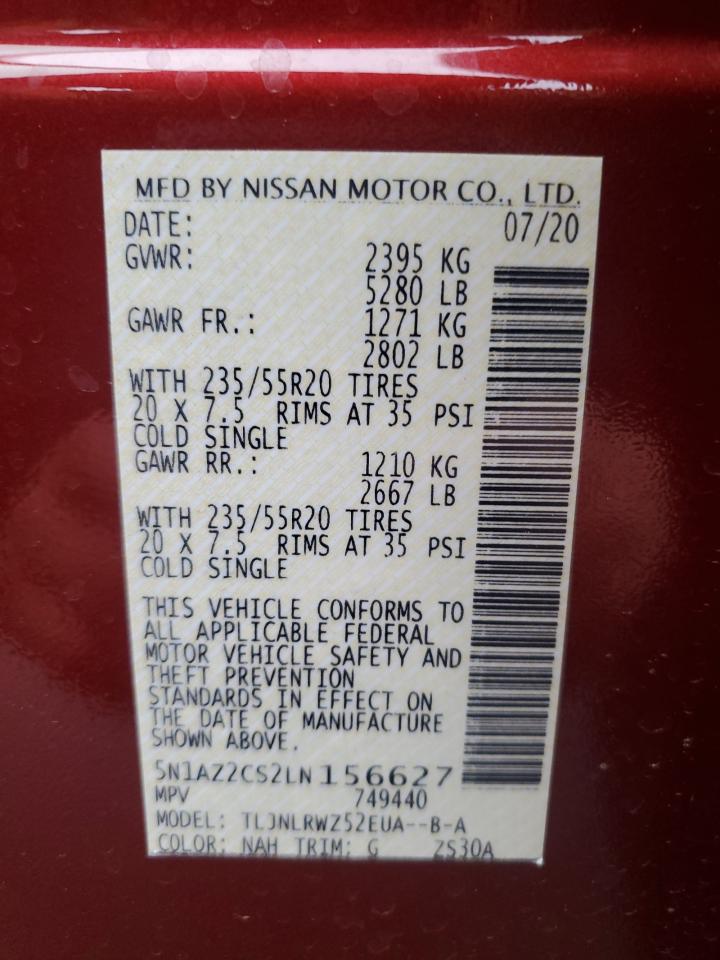 MFD BY NISSAN MOTOR CO., LTD.
DATE: 07/20
GVWR: 2395 KG
5280 LB
GAWR FR.: 1271 KG
2802 LB
WITH 235/55R20 TIRES
20 X 7.5 RIMS AT 35 PSI
COLD SINGLE
GAWR RR.: 1210 KG
2667 LB
WITH 235/55R20 TIRES
20 X 7.5 RIMS AT 35 PSI
COLD SINGLE
THIS VEHICLE CONFORMS TO
ALL APPLICABLE FEDERAL
MOTOR VEHICLE SAFETY AND
THEFT PREVENTION
STANDARDS IN EFFECT ON
THE DATE OF MANUFACTURE
SHOWN ABOVE.
5N1AZ2CS2LN156627
MPV 749440
MODEL: TLJNLRWZ52EUA--B-A
COLOR: NAH TRIM: G ZS30A